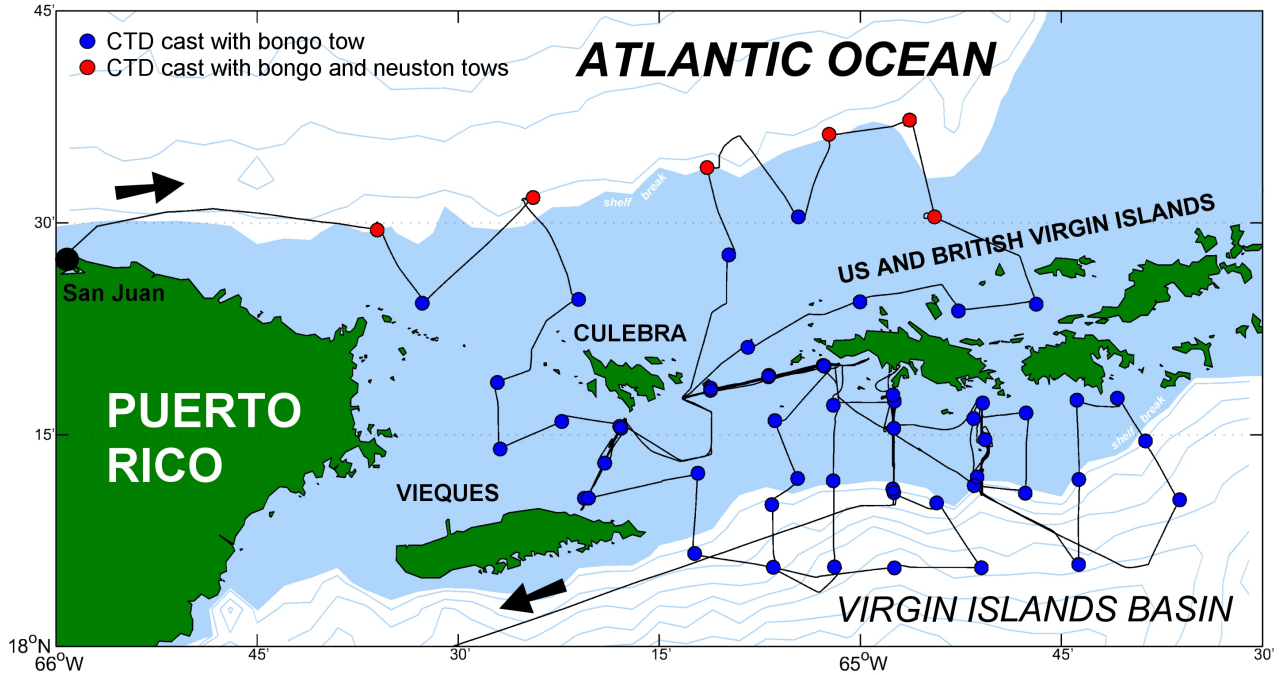 45'
CTD cast with bongo tow
CTD cast with bongo and neuston tows
ATLANTIC OCEAN
shelf break
30'
US AND BRITISH VIRGIN ISLANDS
San Juan
CULEBRA
PUERTO
RICO
15'
shelf break
VIEQUES
VIRGIN ISLANDS BASIN
18°N
66°W
45'
30'
15'
65°W
45'
30'